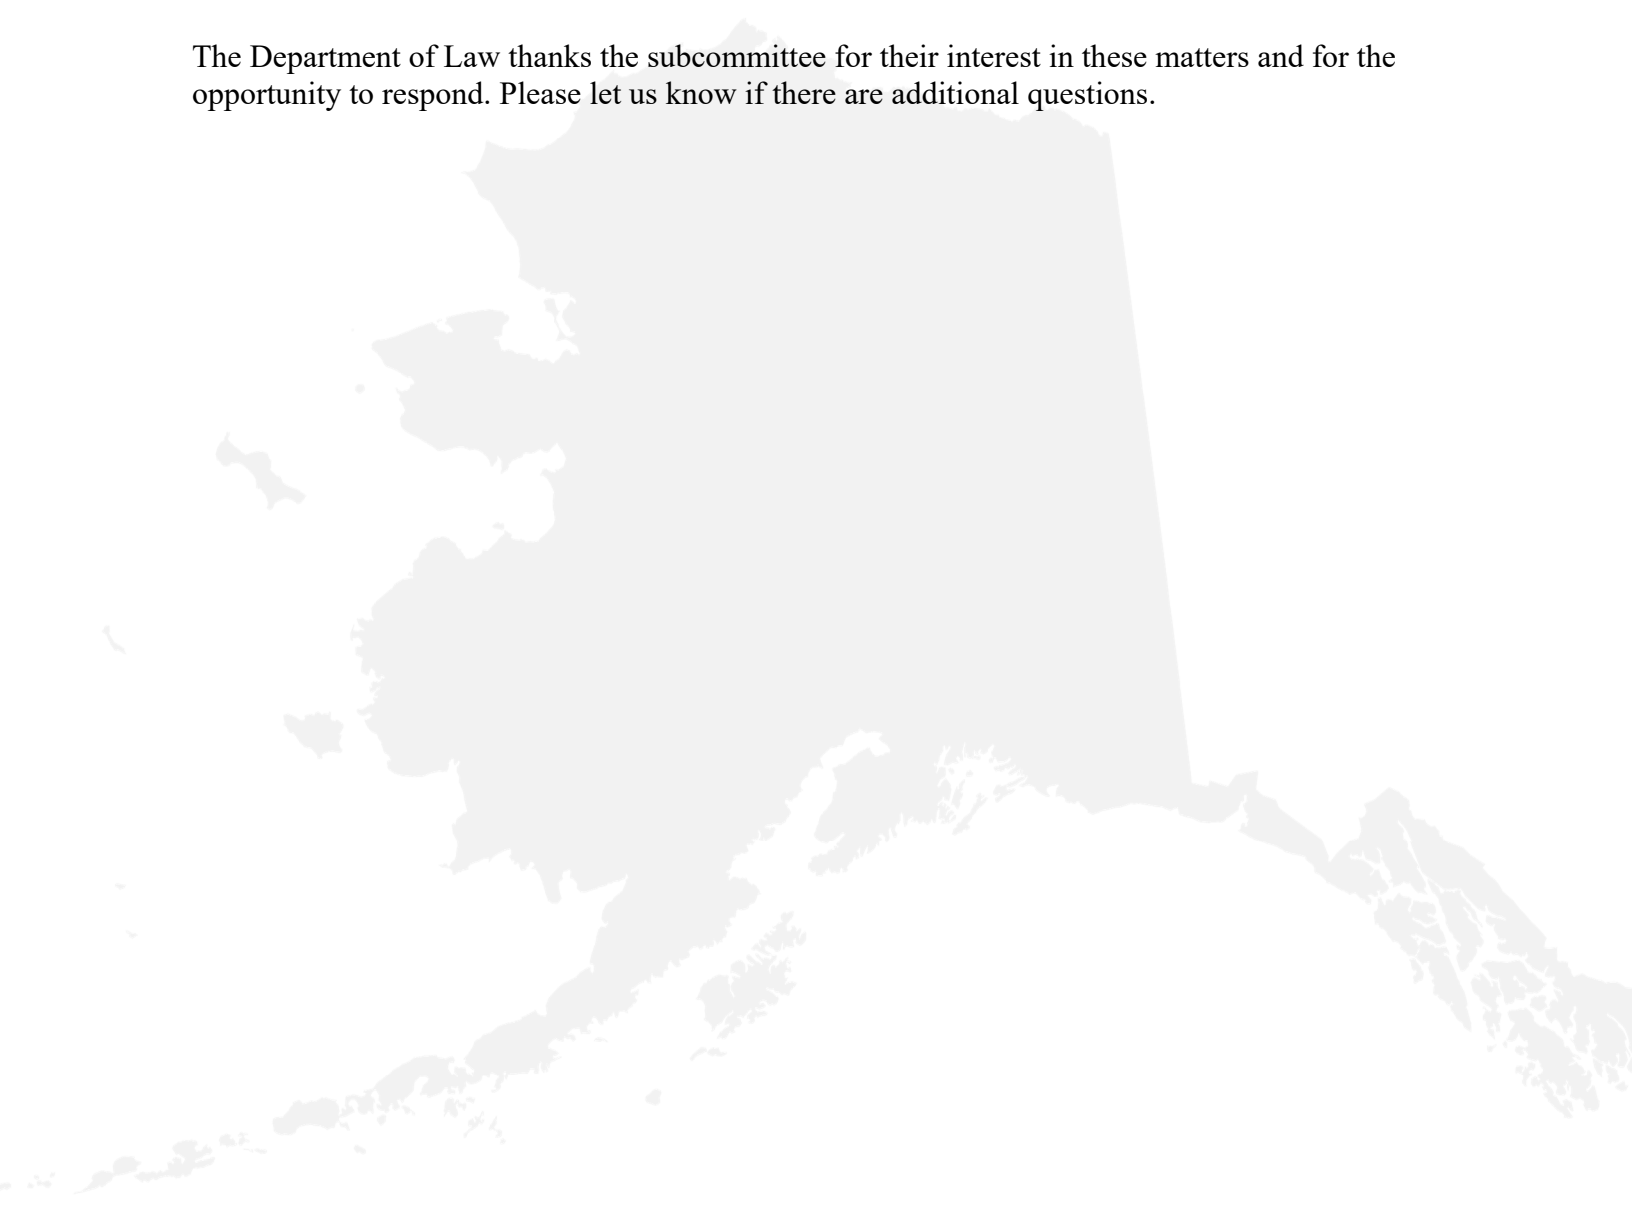 The Department of Law thanks the subcommittee for their interest in these matters and for the
opportunity to respond. Please let us know if there are additional questions.